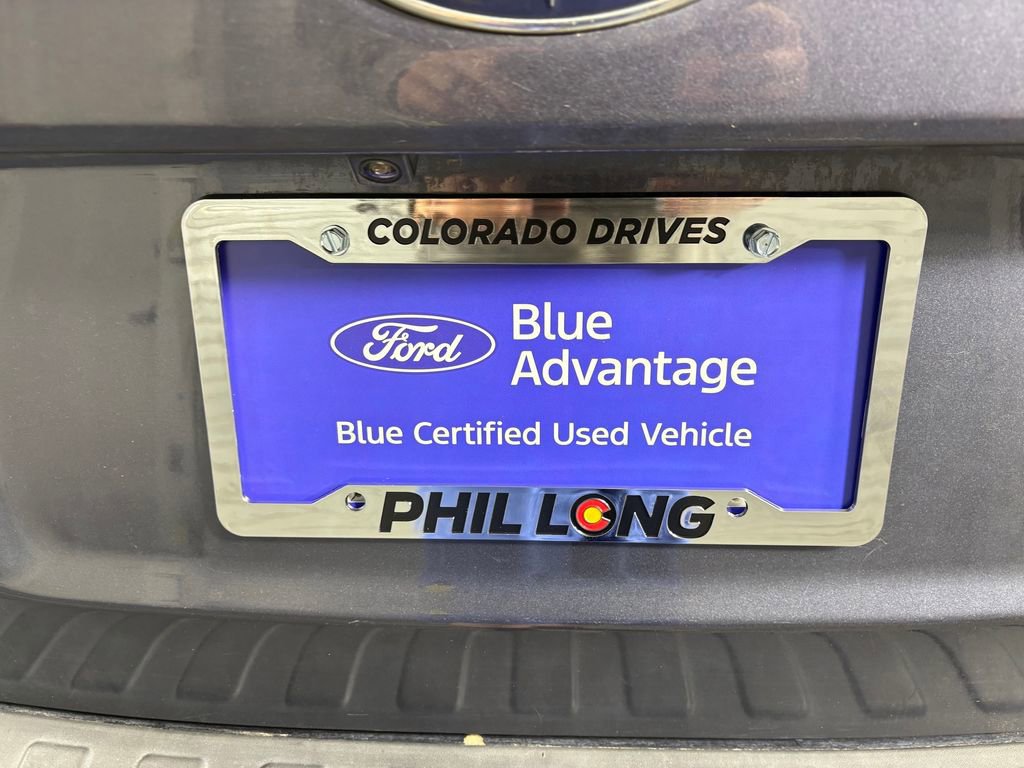 COLORADO DRIVES
Ford
Blue
Advantage
Blue Certified Used Vehicle
PHIL LONG